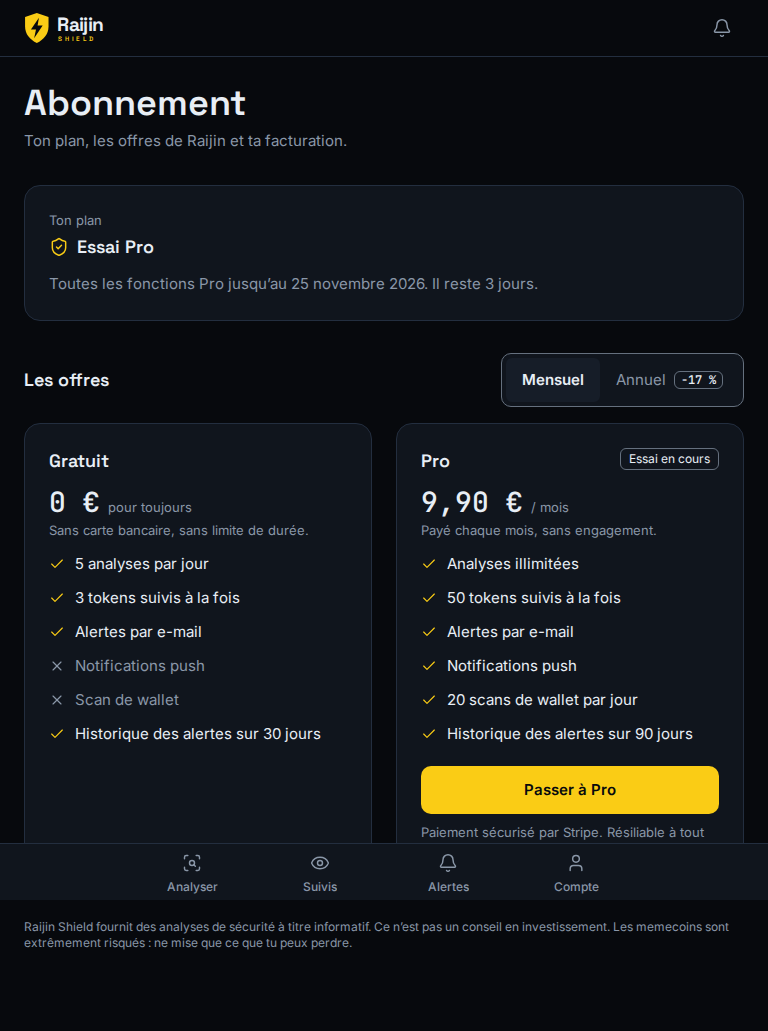 Raijin
SHIELD
Abonnement
Ton plan, les offres de Raijin et ta facturation.
Ton plan
Essai Pro
Toutes les fonctions Pro jusqu’au 25 novembre 2026. Il reste 3 jours.
Les offres
Mensuel
Annuel -17 %
Gratuit
0 € pour toujours
Sans carte bancaire, sans limite de durée.
5 analyses par jour
3 tokens suivis à la fois
Alertes par e-mail
Notifications push
Scan de wallet
Historique des alertes sur 30 jours
Pro
Essai en cours
9,90 € / mois
Payé chaque mois, sans engagement.
Analyses illimitées
50 tokens suivis à la fois
Alertes par e-mail
Notifications push
20 scans de wallet par jour
Historique des alertes sur 90 jours
Passer à Pro
Paiement sécurisé par Stripe. Résiliable à tout
Analyser
Suivis
Alertes
Compte
Raijin Shield fournit des analyses de sécurité à titre informatif. Ce n’est pas un conseil en investissement. Les memecoins sont
extrêmement risqués : ne mise que ce que tu peux perdre.